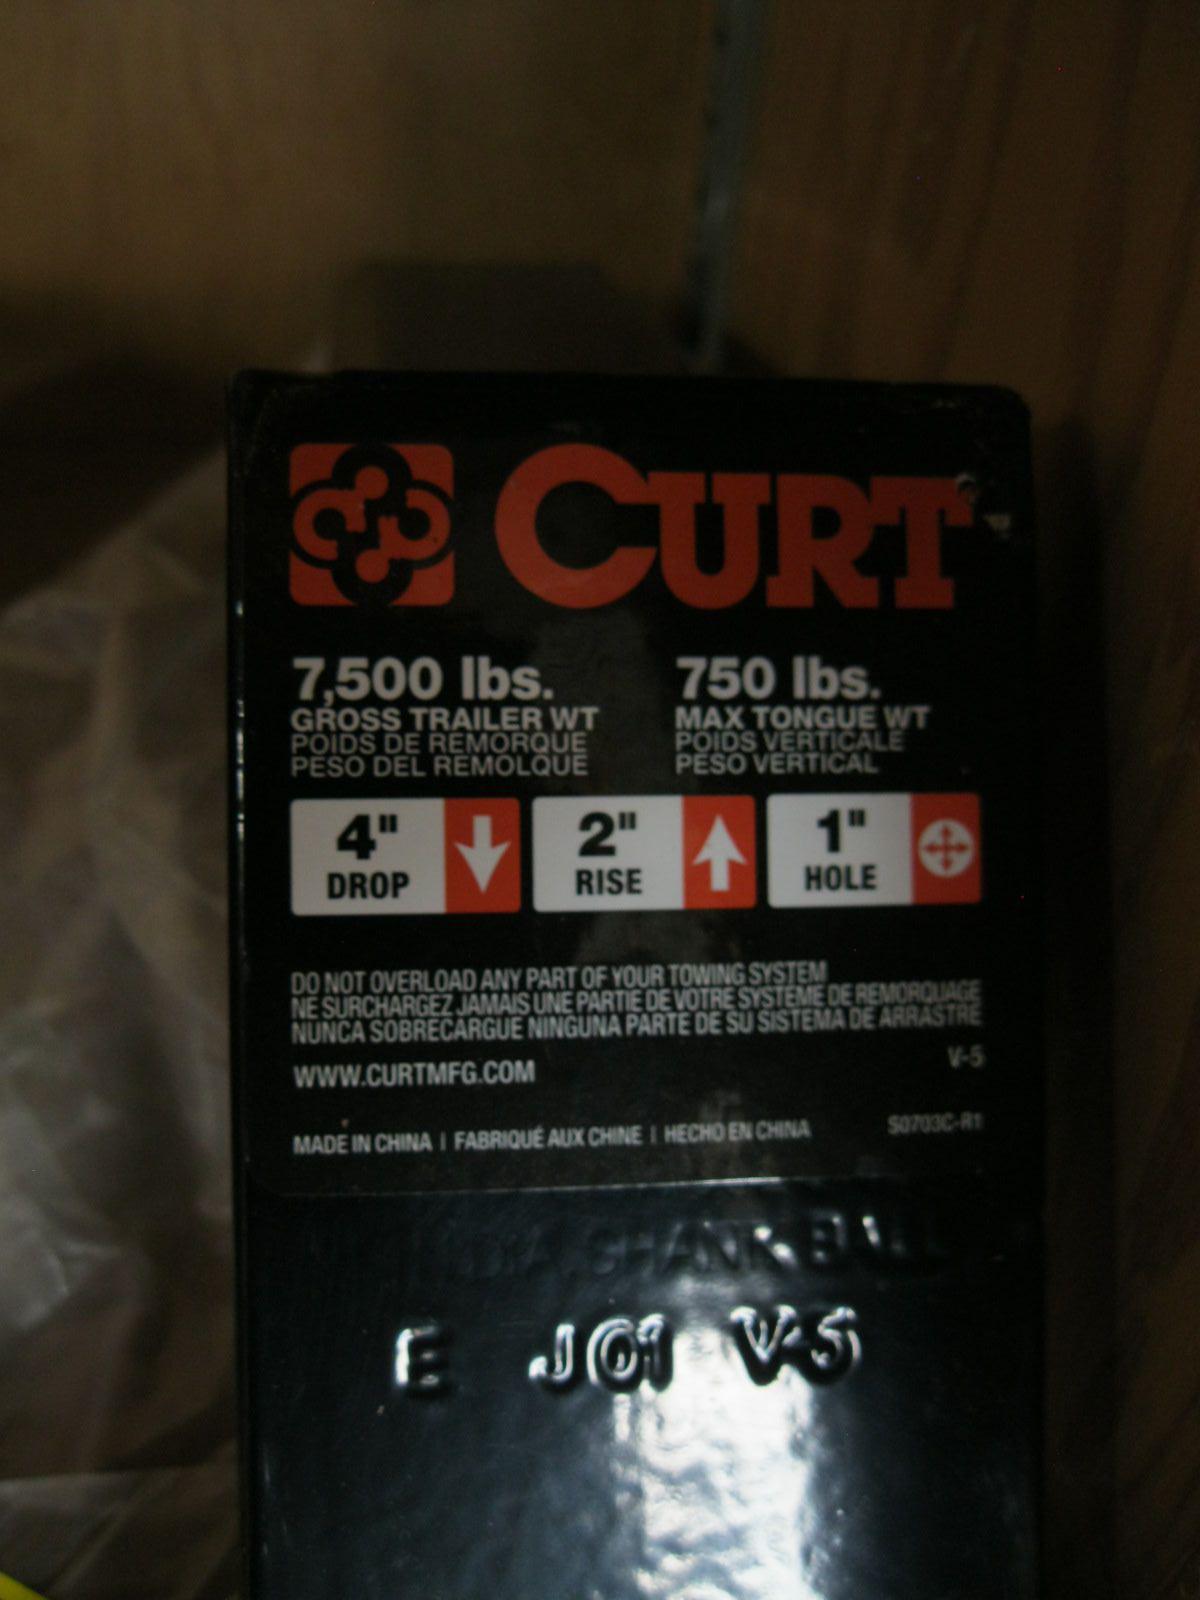 CURT
7,500 lbs.
GROSS TRAILER WT
POIDS DE REMORQUE
PESO DEL REMOLQUE
750 lbs.
MAX TONGUE WT
POIDS VERTICALE
PESO VERTICAL
4" DROP
2" RISE
1" HOLE
DO NOT OVERLOAD ANY PART OF YOUR TOWING SYSTEM
NE SURCHARGEZ JAMAIS UNE PARTIE DE VOTRE SYSTEME DE REMORQUAGE
NUNCA SOBRECARGUE NINGUNA PARTE DE SU SISTEMA DE ARRASTRE
WWW.CURTMFG.COM
V-5
MADE IN CHINA | FABRIQUÉ AUX CHINE | HECHO EN CHINA
S0703C-R1
SHANK BALL
E J01 V-5